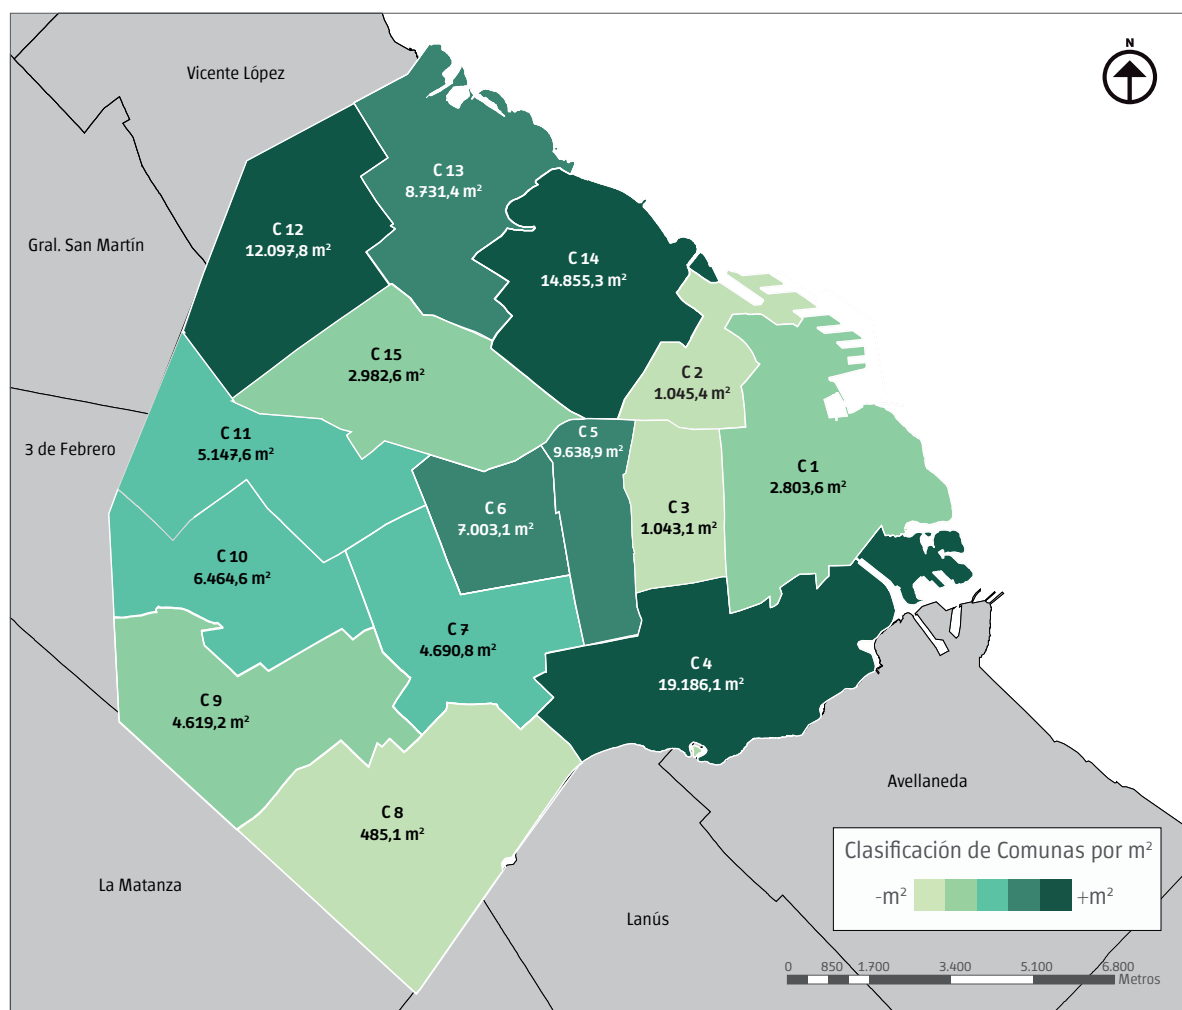 N
Vicente López
C 13
8.731,4 m²
C 12
12.097,8 m²
Gral. San Martín
C 14
14.855,3 m²
C 15
2.982,6 m²
C 2
1.045,4 m²
C 11
5.147,6 m²
3 de Febrero
C 5
9.638,9 m²
C 1
2.803,6 m²
C 6
7.003,1 m²
C 3
1.043,1 m²
C 10
6.464,6 m²
C 7
4.690,8 m²
C 4
19.186,1 m²
C 9
4.619,2 m²
Avellaneda
C 8
485,1 m²
La Matanza
Lanús
Clasificación de Comunas por m²
-m² +m²
0 850 1.700 3.400 5.100 6.800
Metros